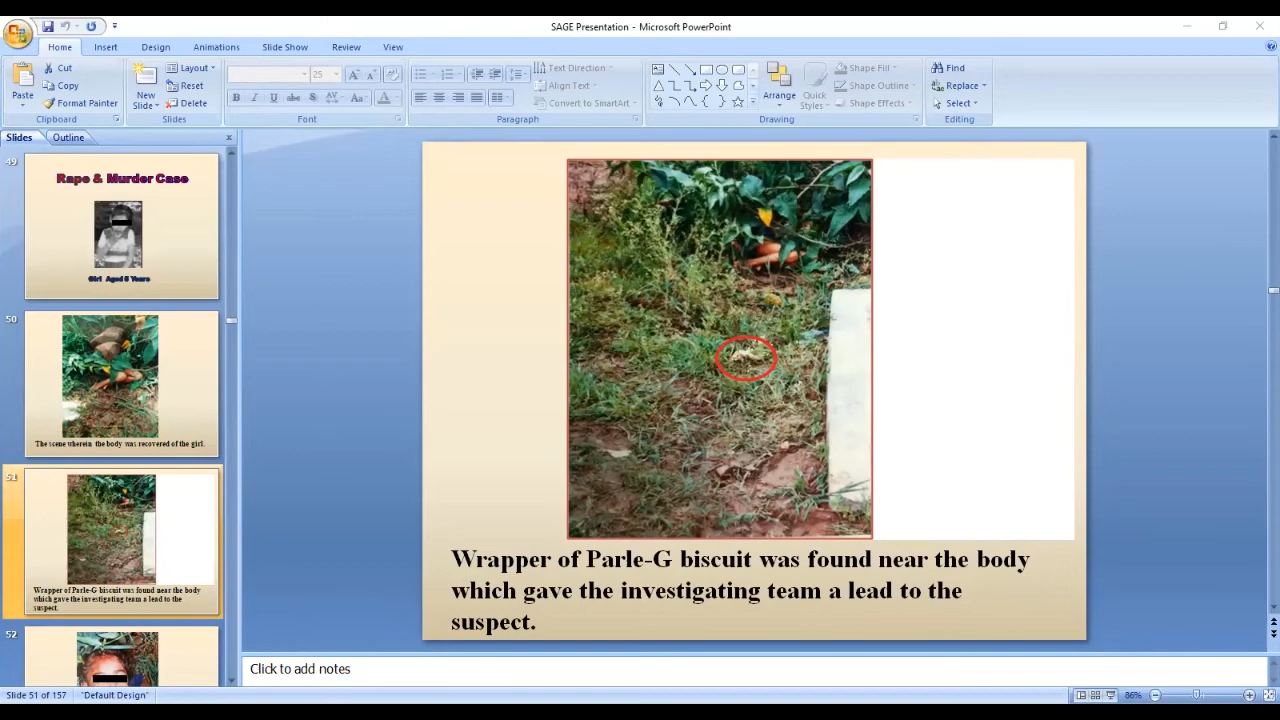 SAGE Presentation - Microsoft PowerPoint
Home Insert Design Animations Slide Show Review View
Paste
Cut
Copy
Format Painter
Clipboard
New Slide
Layout
Reset
Delete
Slides
25
B I U abc S AV Aa A
Font
Text Direction
Align Text
Convert to SmartArt
Paragraph
Arrange
Quick Styles
Shape Fill
Shape Outline
Shape Effects
Drawing
Find
Replace
Select
Editing
Slides Outline
49
Rape & Murder Case
Girl Aged 5 Years
50
The scene wherein the body was recovered of the girl.
51
Wrapper of Parle-G biscuit was found near the body
which gave the investigating team a lead to the
suspect.
52
Wrapper of Parle-G biscuit was found near the body
which gave the investigating team a lead to the
suspect.
Click to add notes
Slide 51 of 157 "Default Design" 86%